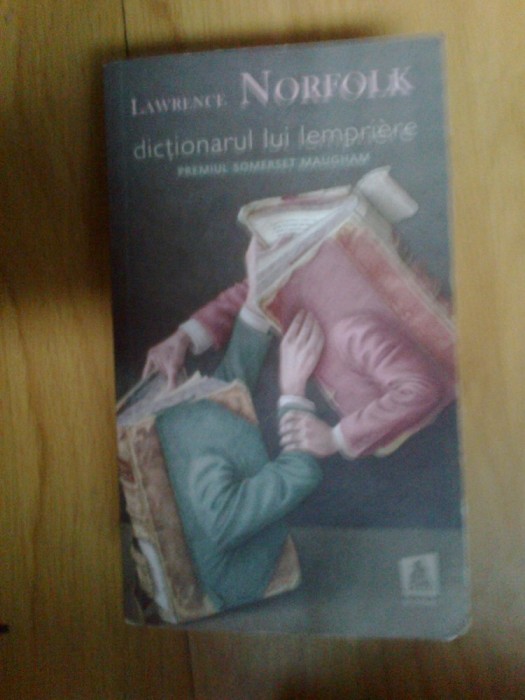 LAWRENCE NORFOLK
dicționarul lui lemprière
PREMIUL SOMERSET MAUGHAM